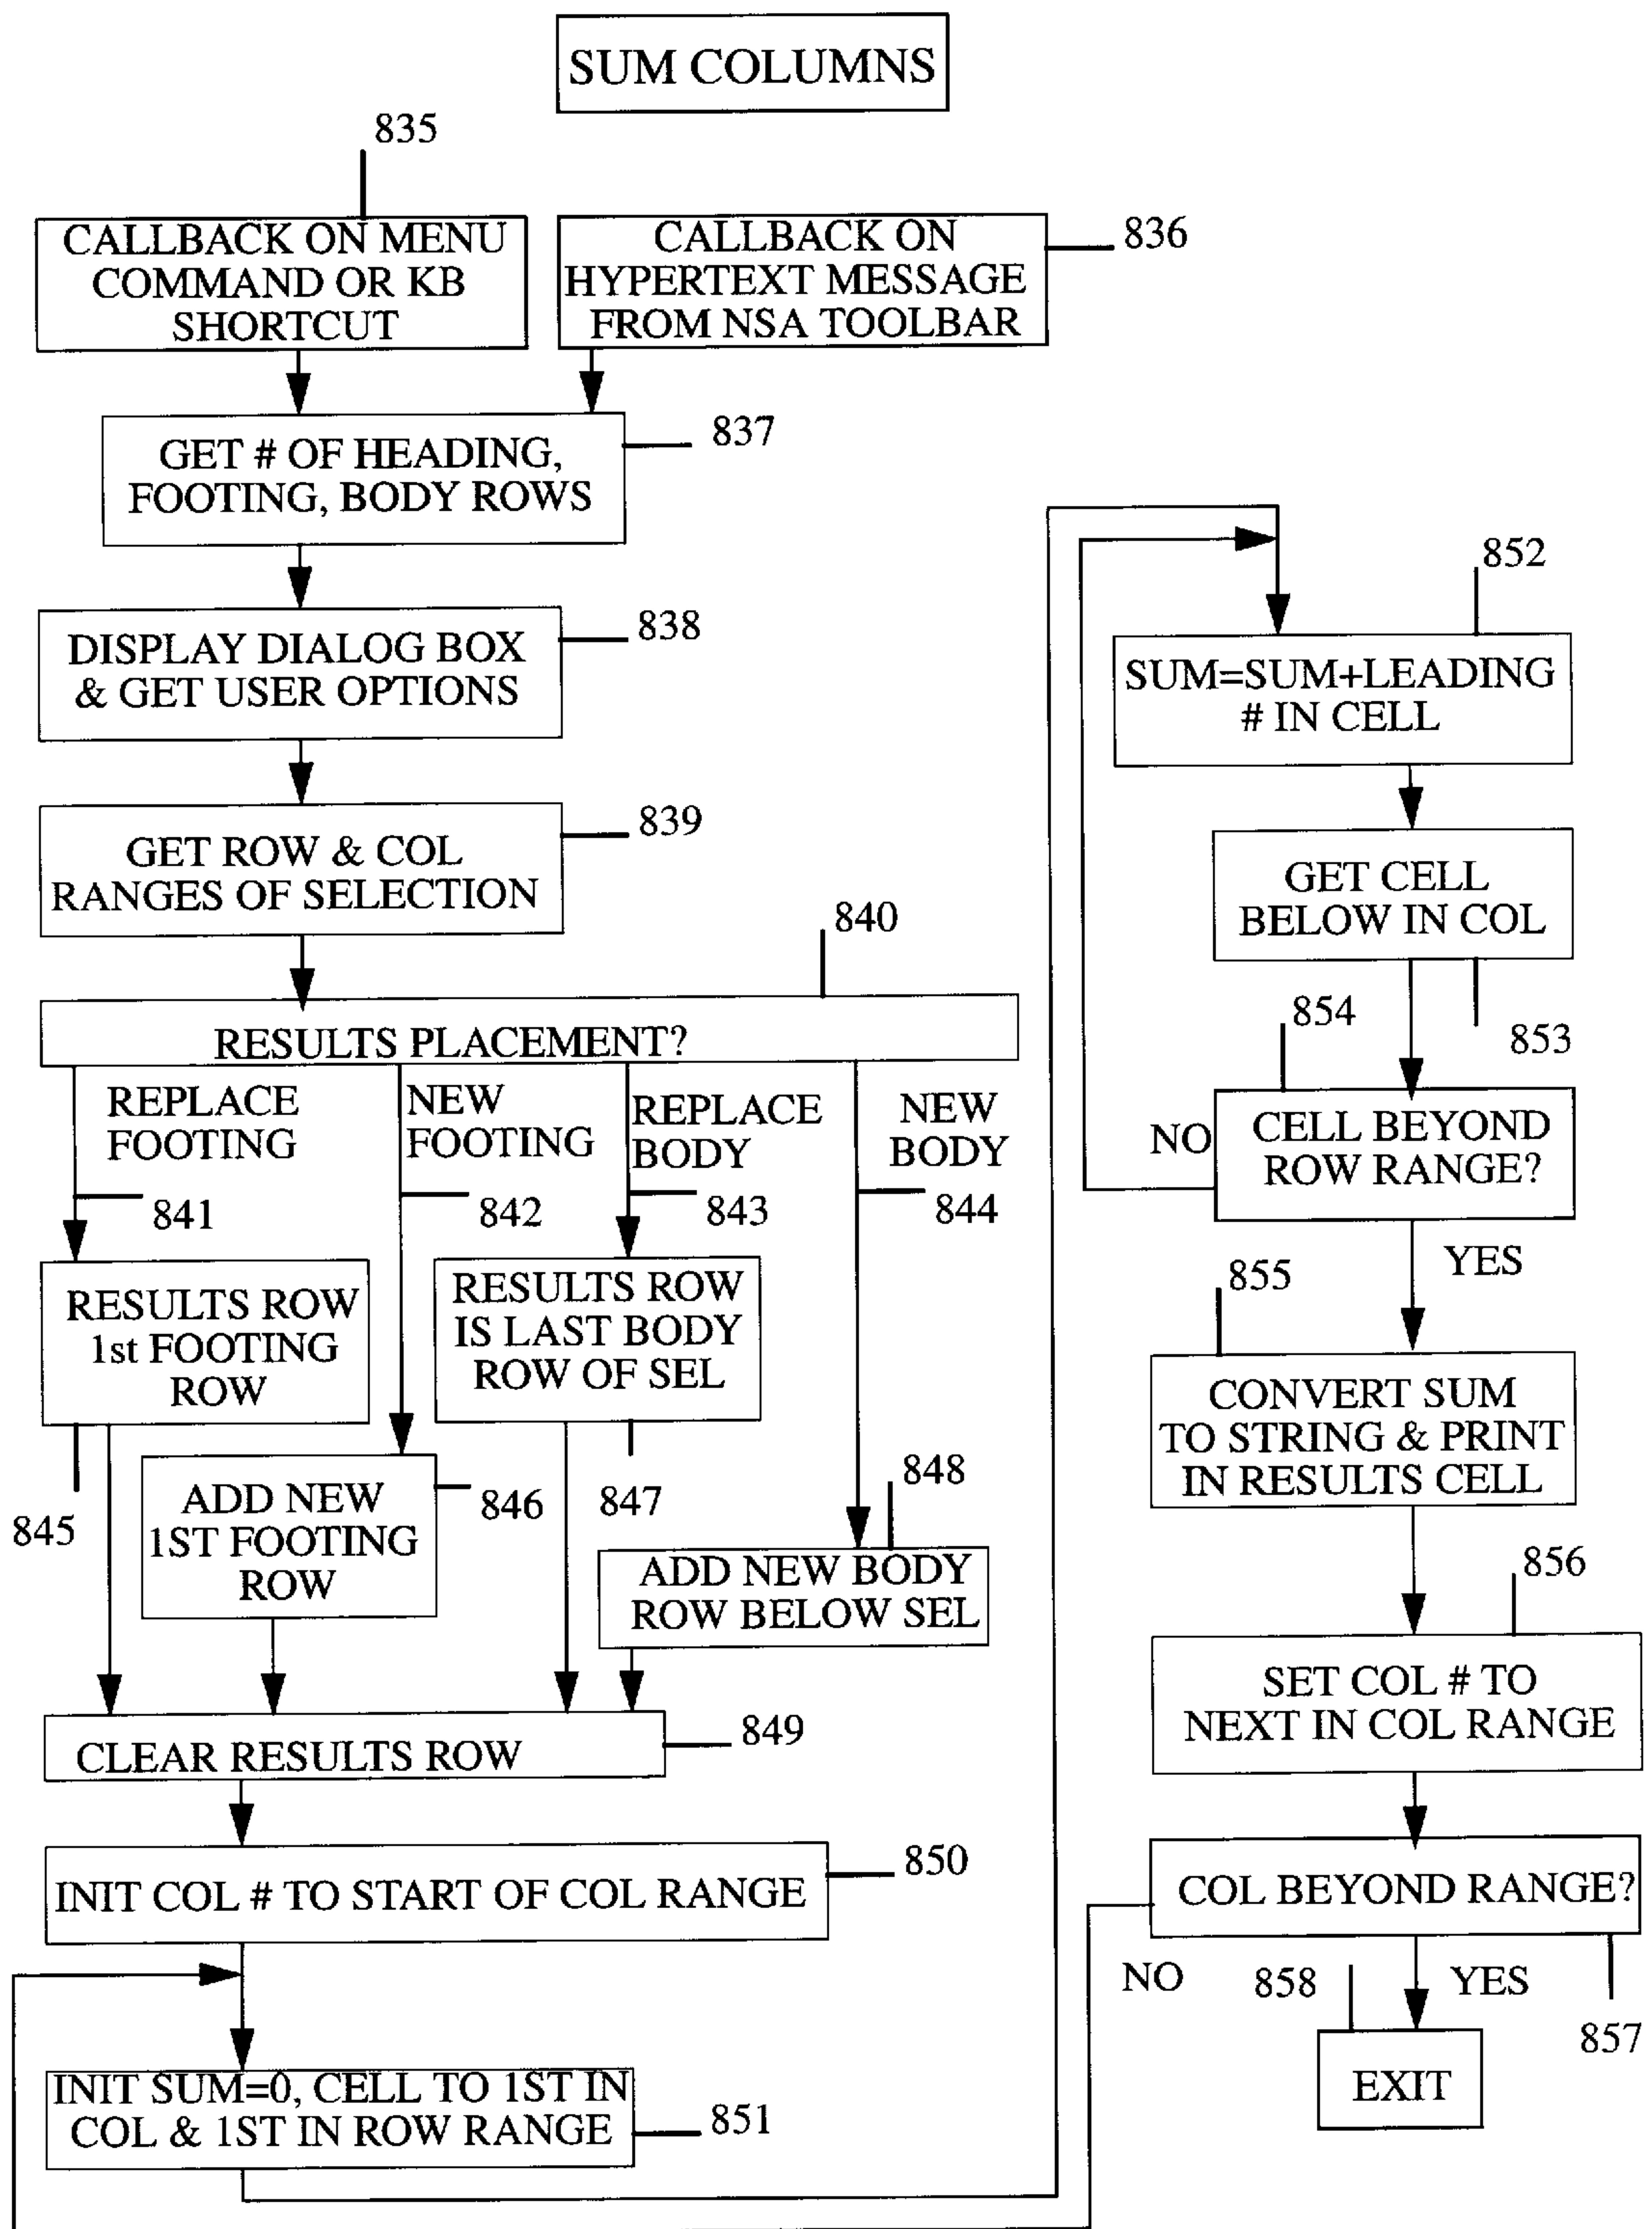 SUM COLUMNS
835
CALLBACK ON MENU
COMMAND OR KB
SHORTCUT
CALLBACK ON
HYPERTEXT MESSAGE
FROM NSA TOOLBAR
836
GET # OF HEADING,
FOOTING, BODY ROWS
837
DISPLAY DIALOG BOX
& GET USER OPTIONS
838
GET ROW & COL
RANGES OF SELECTION
839
840
RESULTS PLACEMENT?
REPLACE
FOOTING
841
NEW
FOOTING
842
REPLACE
BODY
843
NEW
BODY
844
RESULTS ROW
1st FOOTING
ROW
845
ADD NEW
1ST FOOTING
ROW
846
RESULTS ROW
IS LAST BODY
ROW OF SEL
847
848
ADD NEW BODY
ROW BELOW SEL
CLEAR RESULTS ROW
849
INIT COL # TO START OF COL RANGE
850
INIT SUM=0, CELL TO 1ST IN
COL & 1ST IN ROW RANGE
851
852
SUM=SUM+LEADING
# IN CELL
GET CELL
BELOW IN COL
853
854
CELL BEYOND
ROW RANGE?
NO
YES
855
CONVERT SUM
TO STRING & PRINT
IN RESULTS CELL
856
SET COL # TO
NEXT IN COL RANGE
COL BEYOND RANGE?
857
NO
YES
858
EXIT